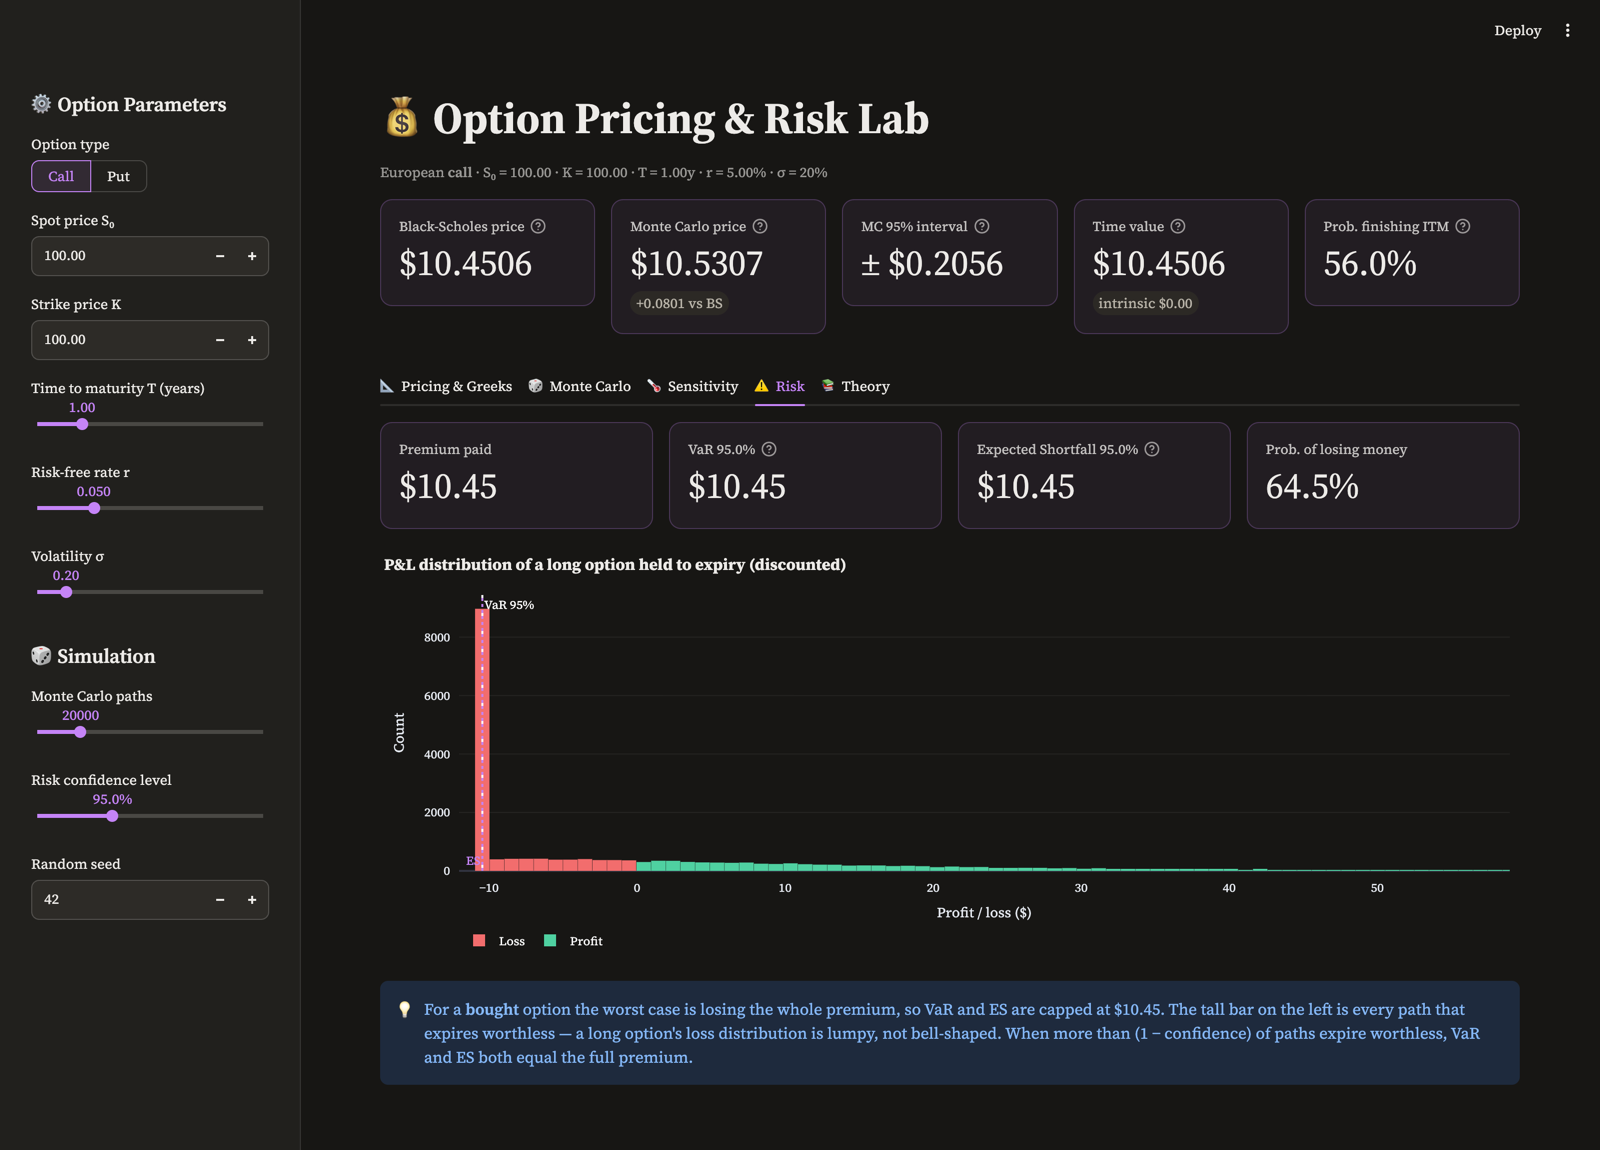 Deploy
Option Parameters
Option type
Call Put
Spot price S₀
100.00 − +
Strike price K
100.00 − +
Time to maturity T (years)
1.00
Risk-free rate r
0.050
Volatility σ
0.20
Simulation
Monte Carlo paths
20000
Risk confidence level
95.0%
Random seed
42 − +
Option Pricing & Risk Lab
European call · S₀ = 100.00 · K = 100.00 · T = 1.00y · r = 5.00% · σ = 20%
Black-Scholes price
$10.4506
Monte Carlo price
$10.5307
+0.0801 vs BS
MC 95% interval
± $0.2056
Time value
$10.4506
intrinsic $0.00
Prob. finishing ITM
56.0%
Pricing & Greeks Monte Carlo Sensitivity Risk Theory
Premium paid
$10.45
VaR 95.0%
$10.45
Expected Shortfall 95.0%
$10.45
Prob. of losing money
64.5%
P&L distribution of a long option held to expiry (discounted)
VaR 95%
8000
6000
4000
2000
0
Count
ES
−10 0 10 20 30 40 50
Profit / loss ($)
Loss Profit
For a bought option the worst case is losing the whole premium, so VaR and ES are capped at $10.45. The tall bar on the left is every path that
expires worthless — a long option's loss distribution is lumpy, not bell-shaped. When more than (1 − confidence) of paths expire worthless, VaR
and ES both equal the full premium.